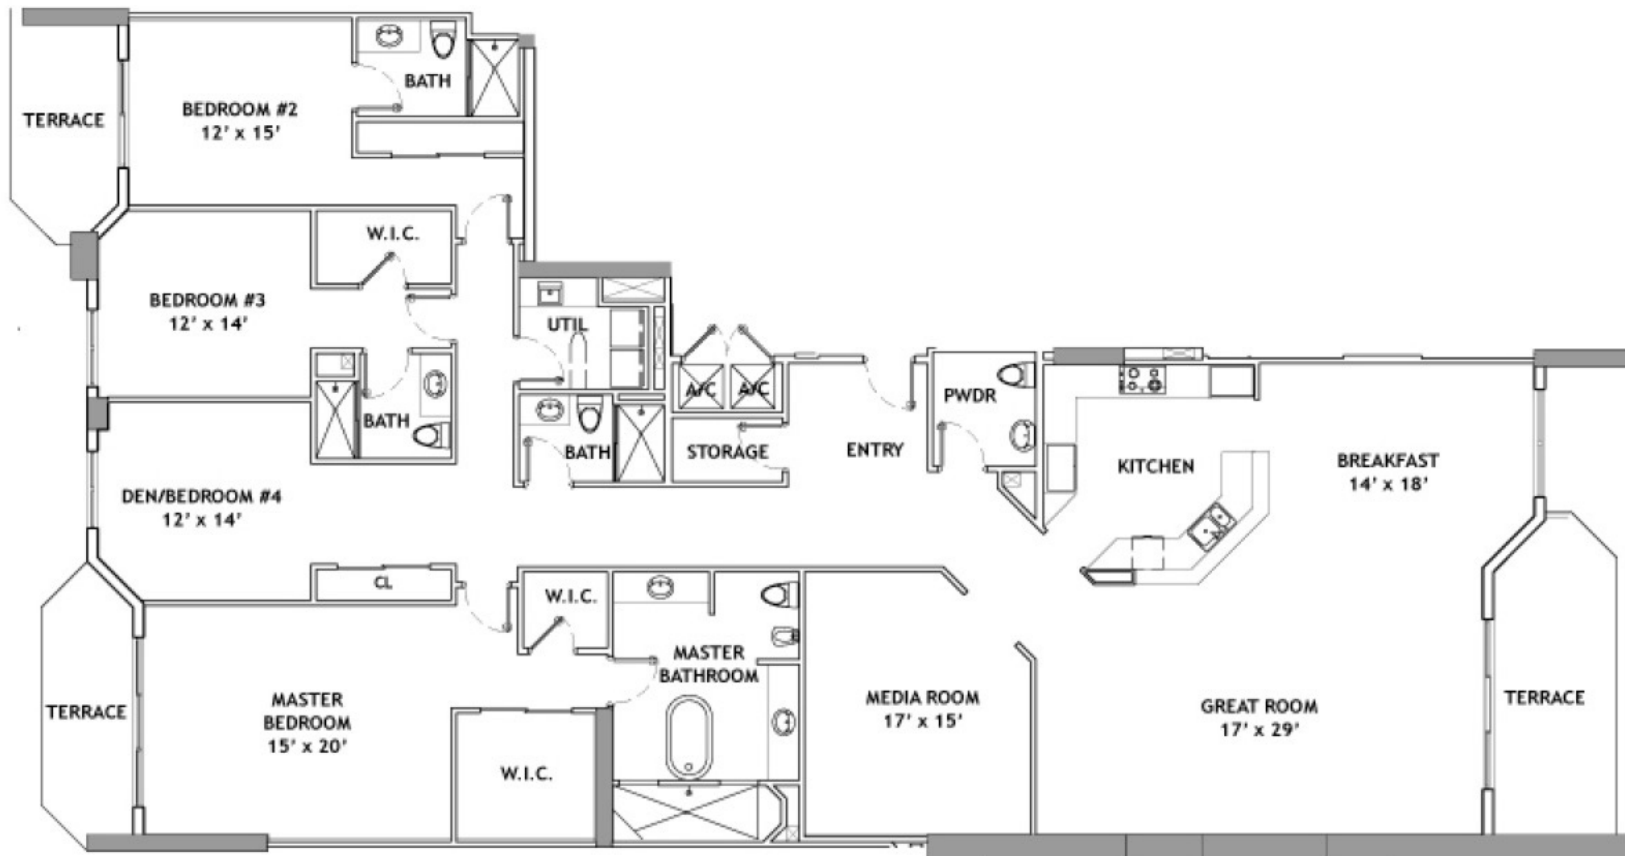 BATH
BEDROOM #2
12' x 15'
TERRACE
W.I.C.
BEDROOM #3
12' x 14'
UTIL
A/C
A/C
PWDR
BATH
BATH
STORAGE
ENTRY
KITCHEN
BREAKFAST
14' x 18'
DEN/BEDROOM #4
12' x 14'
CL
W.I.C.
MASTER
BATHROOM
MASTER
BEDROOM
15' x 20'
TERRACE
W.I.C.
MEDIA ROOM
17' x 15'
GREAT ROOM
17' x 29'
TERRACE